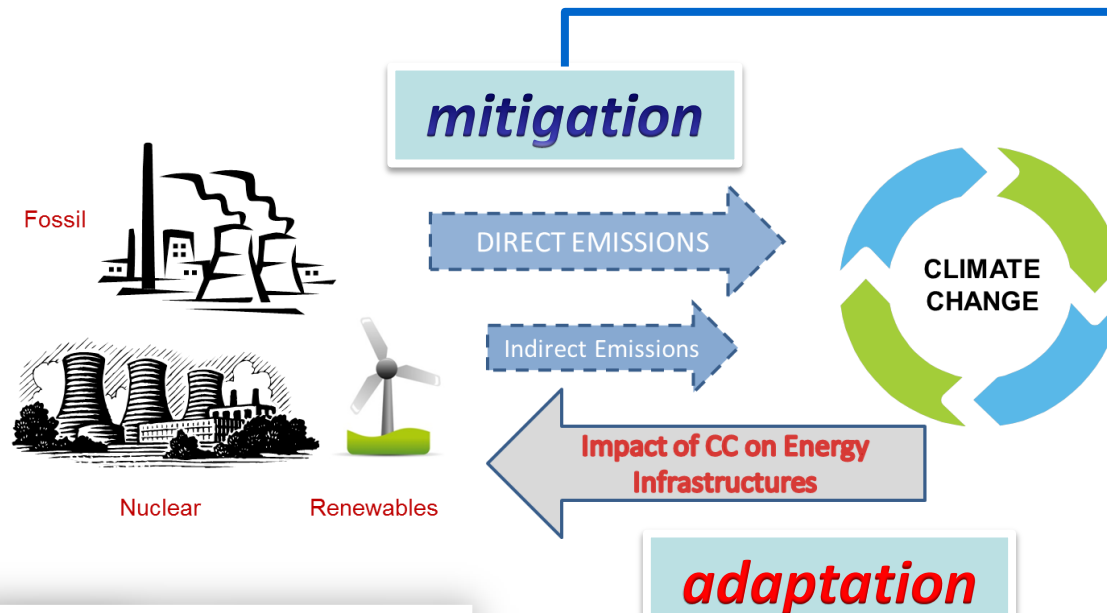 mitigation
Fossil
DIRECT EMISSIONS
CLIMATE
CHANGE
Indirect Emissions
Impact of CC on Energy
Infrastructures
Nuclear
Renewables
adaptation